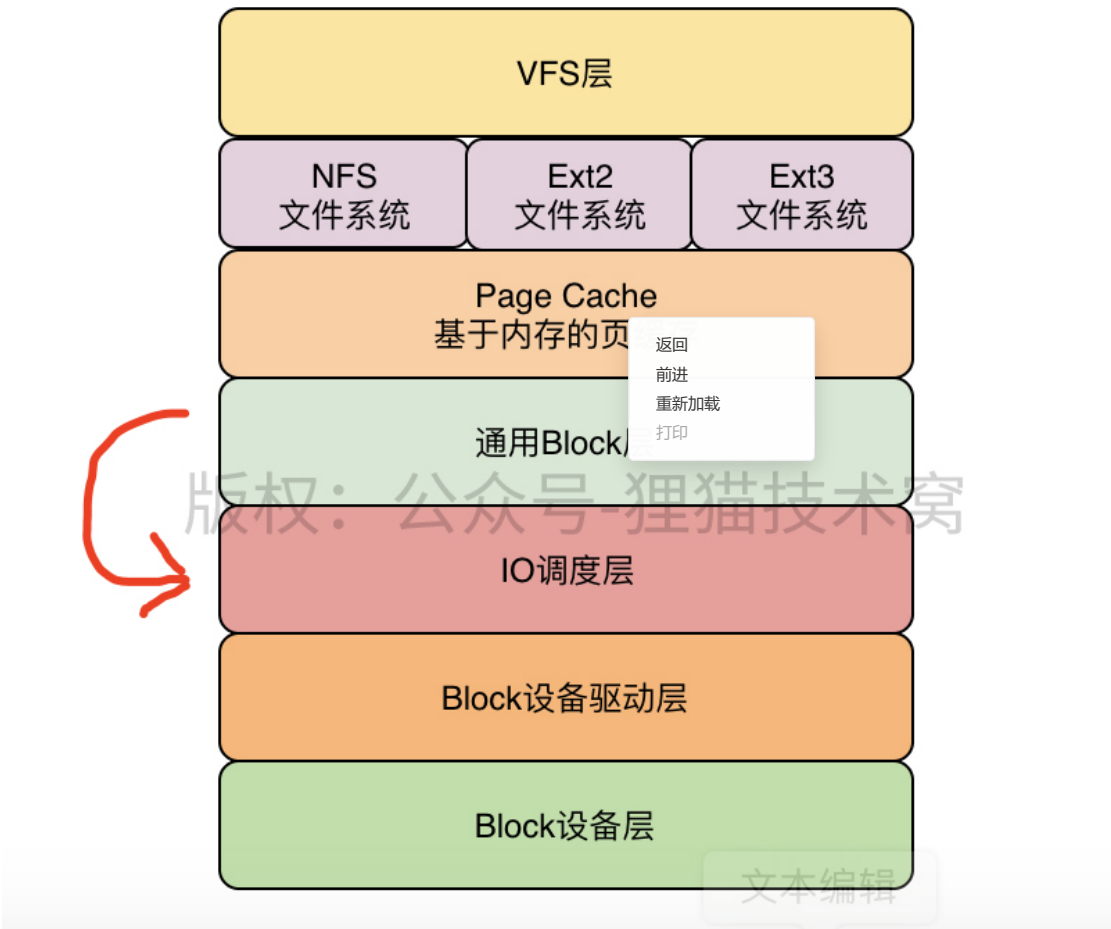 VFS层
NFS
文件系统
Ext2
文件系统
Ext3
文件系统
Page Cache
基于内存的页缓存
返回
前进
重新加载
打印
通用Block层
版权：公众号-狸猫技术窝
IO调度层
Block设备驱动层
Block设备层
文本编辑